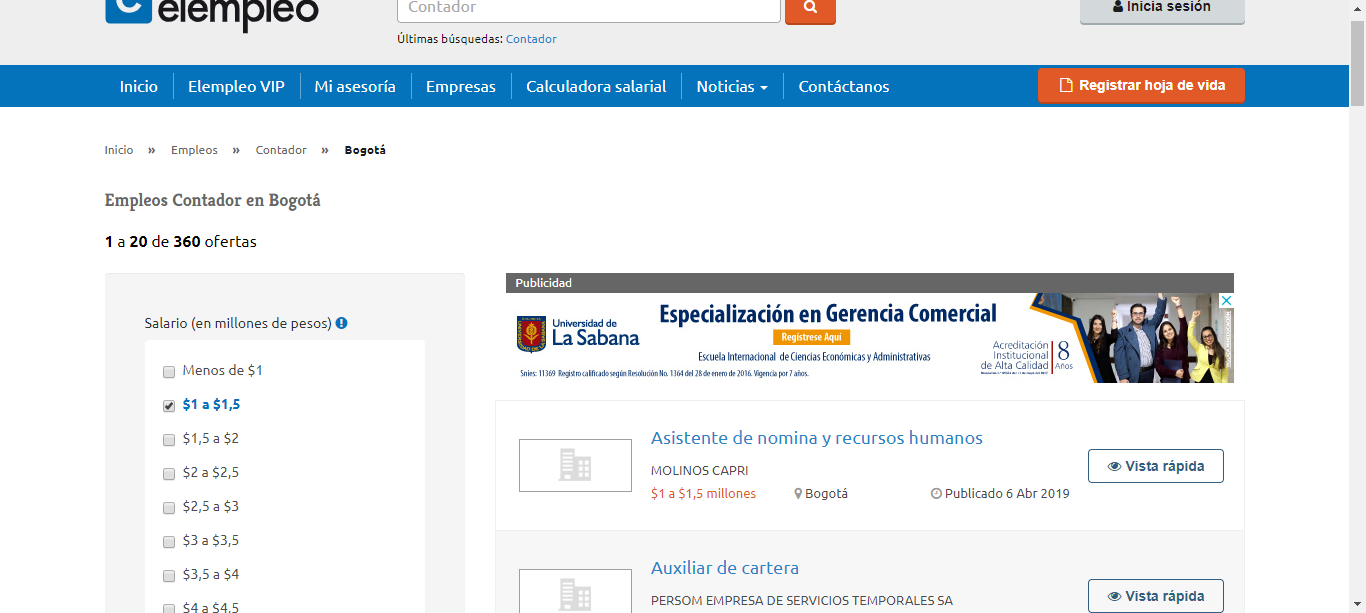 elempleo
Contador
Inicia sesión
Últimas búsquedas: Contador
Inicio Elempleo VIP Mi asesoría Empresas Calculadora salarial Noticias Contáctanos Registrar hoja de vida
Inicio » Empleos » Contador » Bogotá
Empleos Contador en Bogotá
1 a 20 de 360 ofertas
Salario (en millones de pesos)
Menos de $1
$1 a $1,5
$1,5 a $2
$2 a $2,5
$2,5 a $3
$3 a $3,5
$3,5 a $4
$4 a $4,5
Publicidad
Universidad de
La Sabana
Especialización en Gerencia Comercial
Regístrese Aquí
Escuela Internacional de Ciencias Económicas y Administrativas
Snies: 11369 Registro calificado según Resolución No. 1364 del 28 de enero de 2016. Vigencia por 7 años.
Acreditación
Institucional
de Alta Calidad
8
Años
Asistente de nomina y recursos humanos
MOLINOS CAPRI
$1 a $1,5 millones Bogotá Publicado 6 Abr 2019
Vista rápida
Auxiliar de cartera
PERSOM EMPRESA DE SERVICIOS TEMPORALES SA
Vista rápida